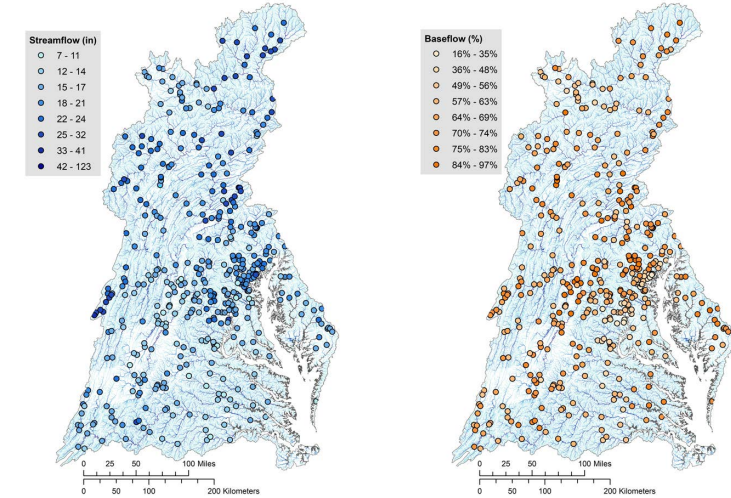 Streamflow (in)
7 - 11
12 - 14
15 - 17
18 - 21
22 - 24
25 - 32
33 - 41
42 - 123
0 25 50 100 Miles
0 50 100 200 Kilometers
Baseflow (%)
16% - 35%
36% - 48%
49% - 56%
57% - 63%
64% - 69%
70% - 74%
75% - 83%
84% - 97%
0 25 50 100 Miles
0 50 100 200 Kilometers